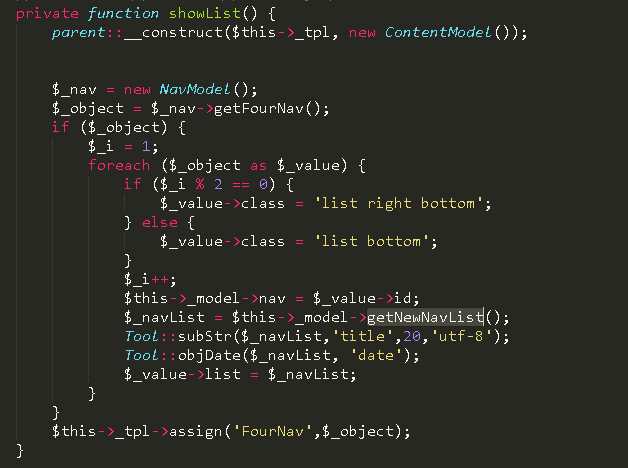 private function showList() {
parent::__construct($this->_tpl, new ContentModel());
$_nav = new NavModel();
$_object = $_nav->getFourNav();
if ($_object) {
$_i = 1;
foreach ($_object as $_value) {
if ($_i % 2 == 0) {
$_value->class = 'list right bottom';
} else {
$_value->class = 'list bottom';
}
$_i++;
$this->_model->nav = $_value->id;
$_navList = $this->_model->getNewNavList();
Tool::subStr($_navList,'title',20,'utf-8');
Tool::objDate($_navList, 'date');
$_value->list = $_navList;
}
}
$this->_tpl->assign('FourNav',$_object);
}